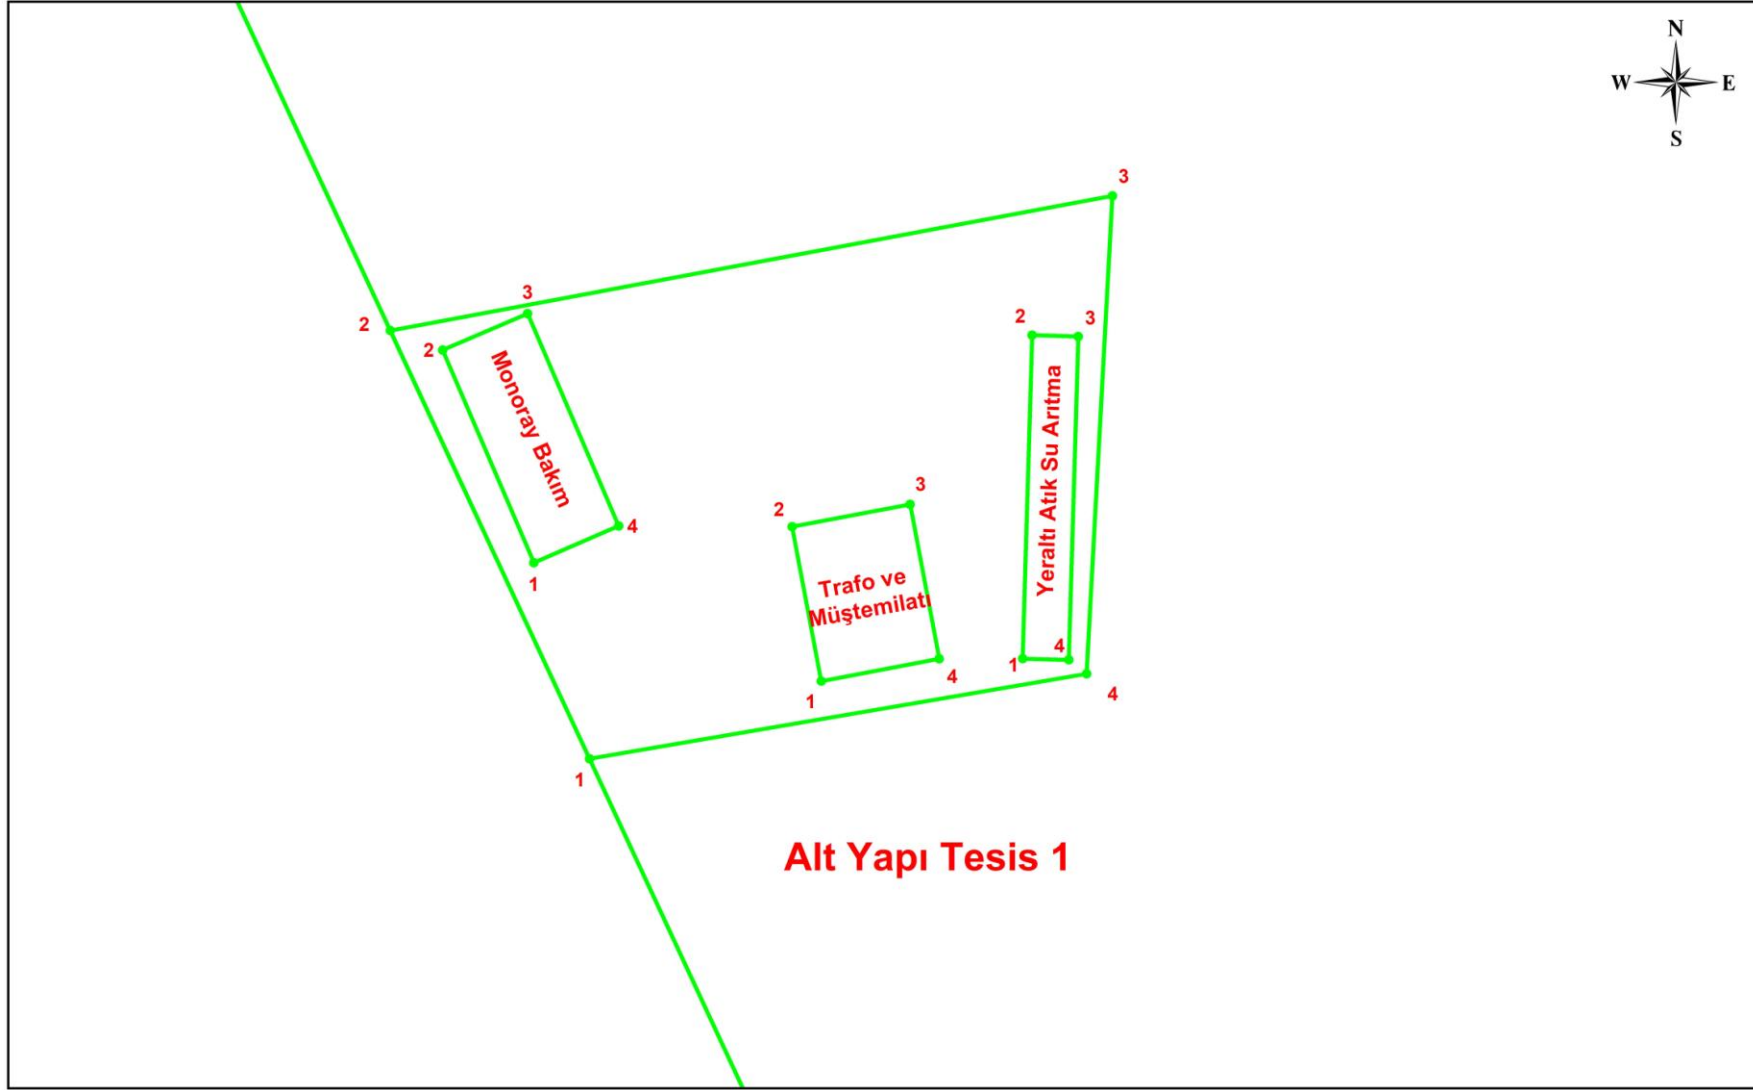 N
W E
S
3
2
3
2
Monoray Bakım
4
1
2 3
Yeraltı Atık Su Arıtma
1 4
2 3
Trafo ve
Müştemilatı
1 4
4
1
Alt Yapı Tesis 1